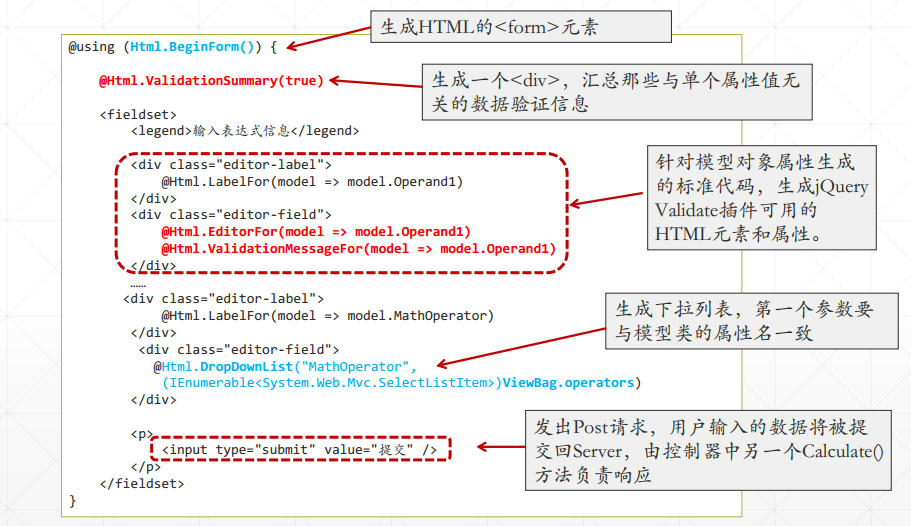 生成HTML的<form>元素
@using (Html.BeginForm()) {
@Html.ValidationSummary(true)
生成一个<div>，汇总那些与单个属性值无
关的数据验证信息
<fieldset>
<legend>输入表达式信息</legend>
<div class="editor-label">
@Html.LabelFor(model => model.Operand1)
</div>
<div class="editor-field">
@Html.EditorFor(model => model.Operand1)
@Html.ValidationMessageFor(model => model.Operand1)
</div>
针对模型对象属性生成
的标准代码，生成jQuery
Validate插件可用的
HTML元素和属性。
……
<div class="editor-label">
@Html.LabelFor(model => model.MathOperator)
</div>
<div class="editor-field">
@Html.DropDownList("MathOperator",
(IEnumerable<System.Web.Mvc.SelectListItem>)ViewBag.operators)
</div>
生成下拉列表，第一个参数要
与模型类的属性名一致
<p>
<input type="submit" value="提交" />
</p>
</fieldset>
}
发出Post请求，用户输入的数据将被提
交回Server，由控制器中另一个Calculate()
方法负责响应